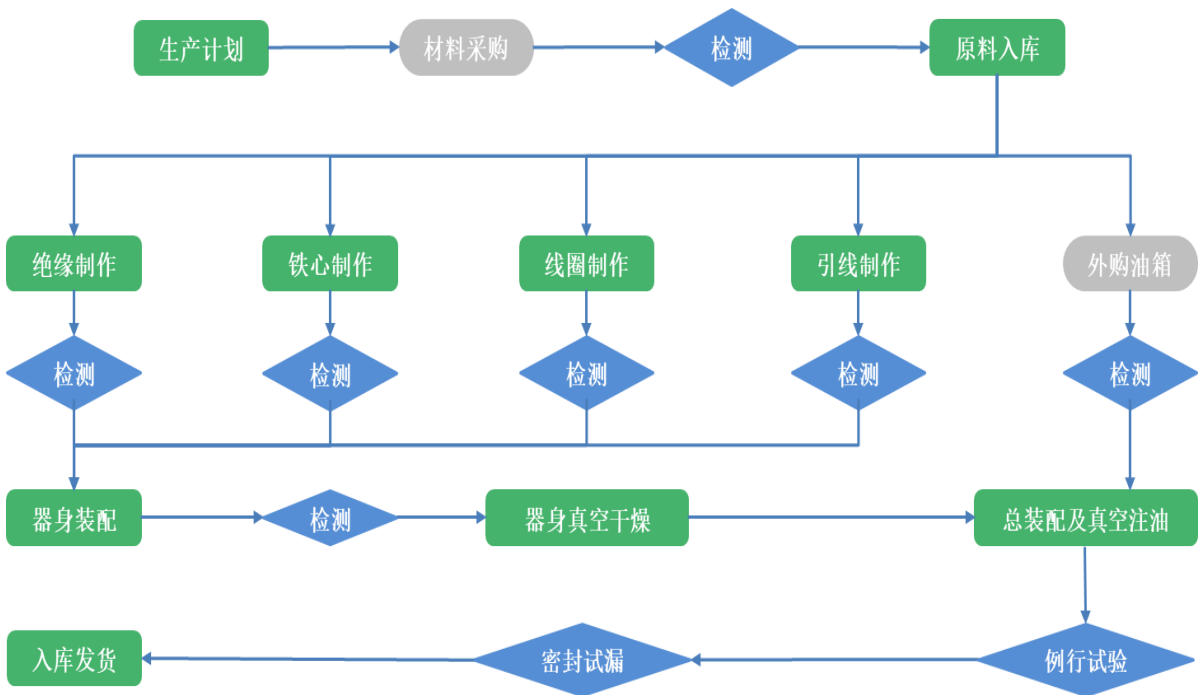 生产计划
材料采购
检测
原料入库
绝缘制作
铁心制作
线圈制作
引线制作
外购油箱
检测
检测
检测
检测
检测
器身装配
检测
器身真空干燥
总装配及真空注油
入库发货
密封试漏
例行试验